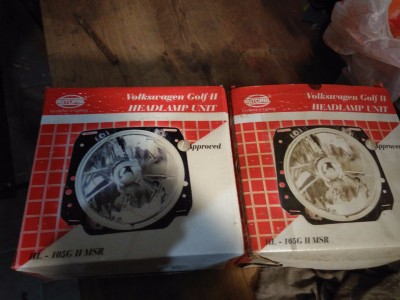 Volkswagen Golf II
HEADLAMP UNIT
Approved
HL - 105G II MSR
Volkswagen Golf II
HEADLAMP UNIT
Approved
HL - 105G II MSR